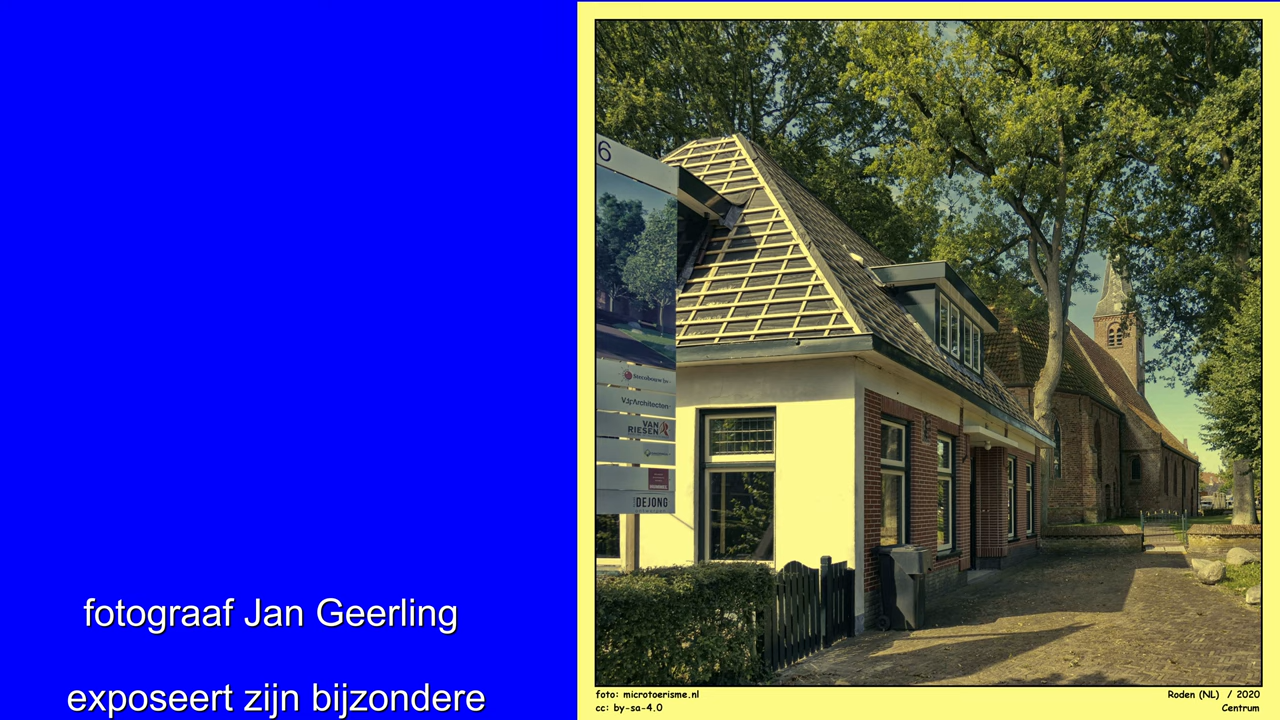 fotograaf Jan Geerling
exposeert zijn bijzondere
6
VAN
RIESEN
DEJONG
foto: microtoerisme.nl
cc: by-sa-4.0
Roden (NL) / 2020
Centrum